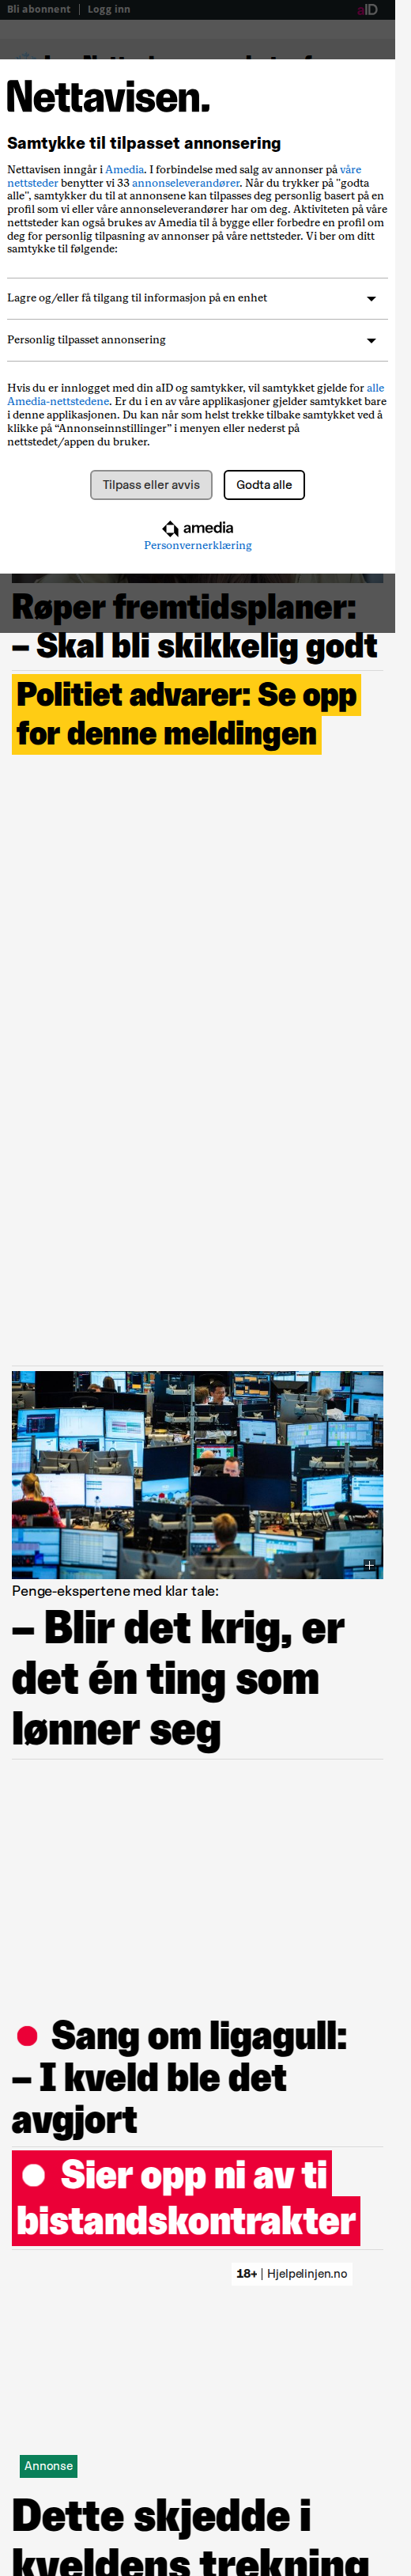 Bli abonnent | Logg inn
aID
Nettavisen.
Samtykke til tilpasset annonsering
Nettavisen inngår i Amedia. I forbindelse med salg av annonser på våre
nettsteder benytter vi 33 annonseleverandører. Når du trykker på "godta
alle", samtykker du til at annonsene kan tilpasses deg personlig basert på en
profil som vi eller våre annonseleverandører har om deg. Aktiviteten på våre
nettsteder kan også brukes av Amedia til å bygge eller forbedre en profil om
deg for personlig tilpasning av annonser på våre nettsteder. Vi ber om ditt
samtykke til følgende:
Lagre og/eller få tilgang til informasjon på en enhet
Personlig tilpasset annonsering
Hvis du er innlogget med din aID og samtykker, vil samtykket gjelde for alle
Amedia-nettstedene. Er du i en av våre applikasjoner gjelder samtykket bare
i denne applikasjonen. Du kan når som helst trekke tilbake samtykket ved å
klikke på “Annonseinnstillinger” i menyen eller nederst på
nettstedet/appen du bruker.
Tilpass eller avvis
Godta alle
amedia
Personvernerklæring
Røper fremtidsplaner:
– Skal bli skikkelig godt
Politiet advarer: Se opp
for denne meldingen
Penge-ekspertene med klar tale:
– Blir det krig, er
det én ting som
lønner seg
Sang om ligagull:
– I kveld ble det
avgjort
Sier opp ni av ti
bistandskontrakter
18+ | Hjelpelinjen.no
Annonse
Dette skjedde i
kveldens trekning